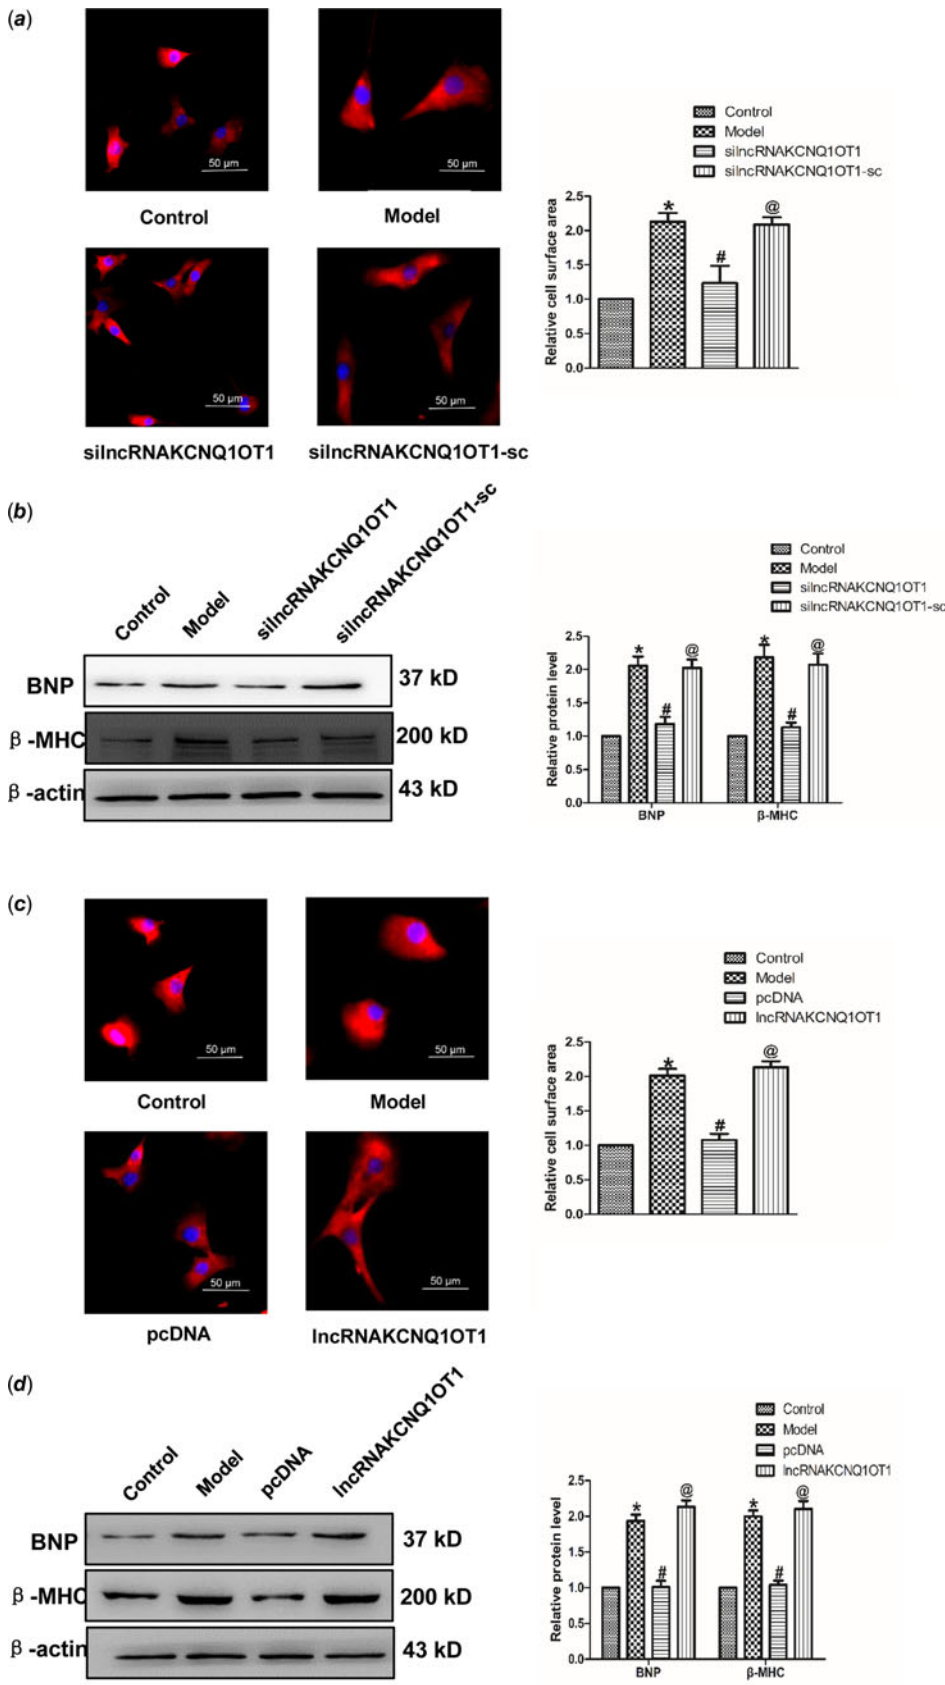 (a)
50 µm
50 µm
Control
Model
50 µm
50 µm
silncRNAKCNQ1OT1
silncRNAKCNQ1OT1-sc
Control
Model
silncRNAKCNQ1OT1
silncRNAKCNQ1OT1-sc
Relative cell surface area
2.5
2.0
1.5
1.0
0.5
0.0
*
#
@
(b)
Control
Model
silncRNAKCNQ1OT1
silncRNAKCNQ1OT1-sc
BNP
37 kD
β-MHC
200 kD
β-actin
43 kD
Control
Model
silncRNAKCNQ1OT1
silncRNAKCNQ1OT1-sc
Relative protein level
2.5
2.0
1.5
1.0
0.5
0.0
*
#
@
*
#
@
BNP
β-MHC
(c)
50 µm
50 µm
Control
Model
50 µm
50 µm
pcDNA
lncRNAKCNQ1OT1
Control
Model
pcDNA
lncRNAKCNQ1OT1
Relative cell surface area
2.5
2.0
1.5
1.0
0.5
0.0
*
#
@
(d)
Control
Model
pcDNA
lncRNAKCNQ1OT1
BNP
37 kD
β-MHC
200 kD
β-actin
43 kD
Control
Model
pcDNA
lncRNAKCNQ1OT1
Relative protein level
2.5
2.0
1.5
1.0
0.5
0.0
*
#
@
*
#
@
BNP
β-MHC